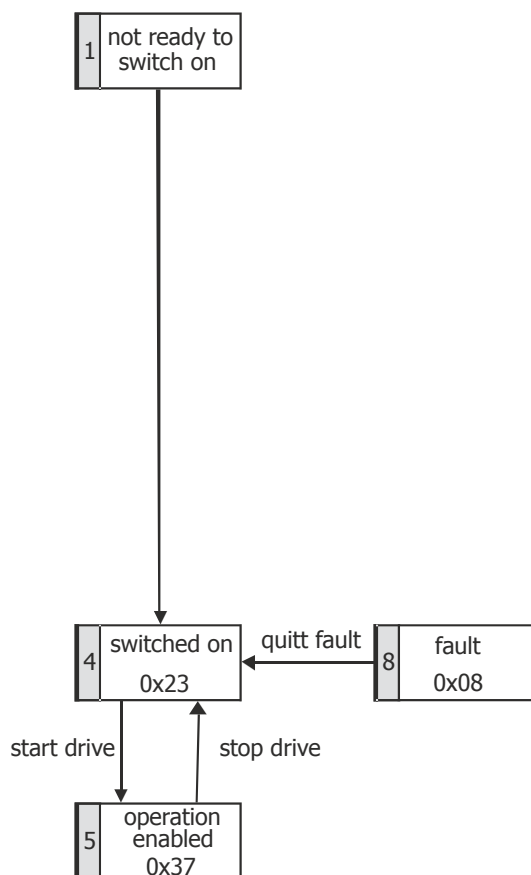 1
not ready to
switch on
4
switched on
0x23
quitt fault
8
fault
0x08
start drive
stop drive
5
operation
enabled
0x37